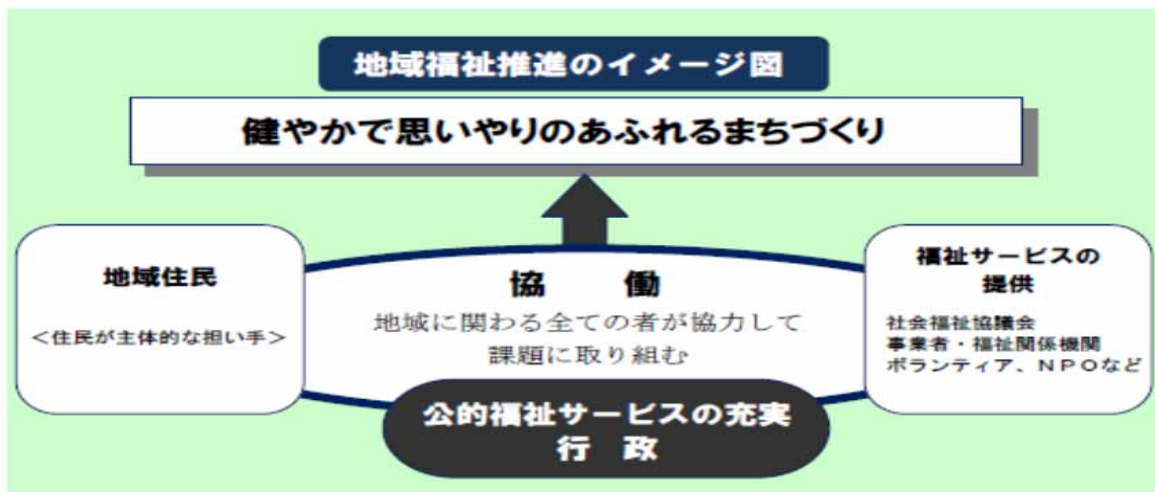 地域福祉推進のイメージ図
健やかで思いやりのあふれるまちづくり
地域住民
＜住民が主体的な担い手＞
協　　働
地域に関わる全ての者が協力して
課題に取り組む
福祉サービスの
提供
社会福祉協議会
事業者・福祉関係機関
ボランティア、ＮＰＯなど
公的福祉サービスの充実
行　政